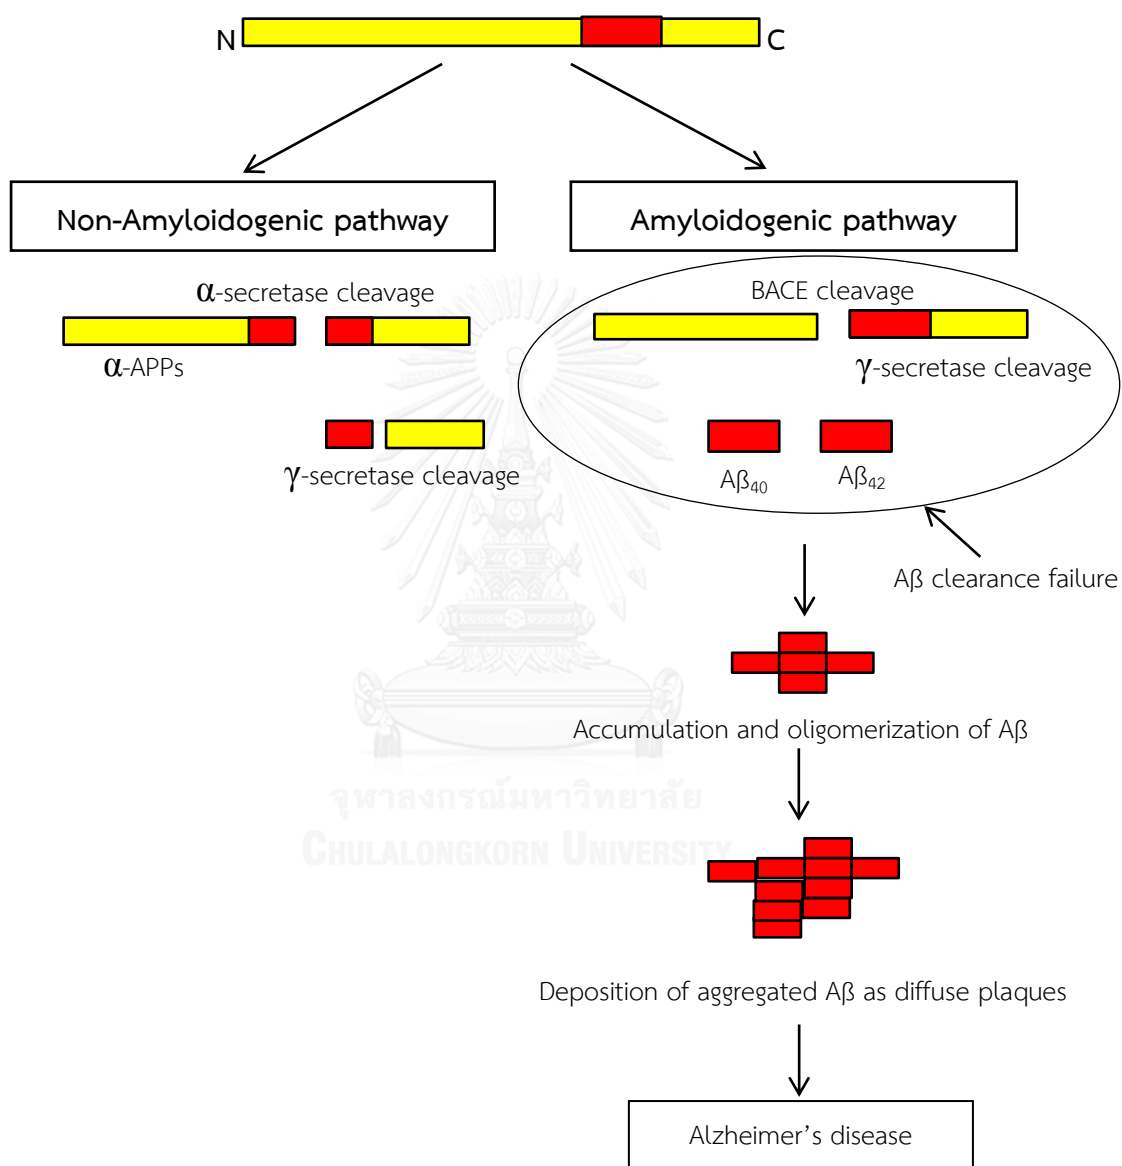 N C
Non-Amyloidogenic pathway
Amyloidogenic pathway
α-secretase cleavage
α-APPs
γ-secretase cleavage
BACE cleavage
γ-secretase cleavage
Aβ₄₀
Aβ₄₂
Aβ clearance failure
Accumulation and oligomerization of Aβ
จุฬาลงกรณ์มหาวิทยาลัย
CHULALONGKORN UNIVERSITY
Deposition of aggregated Aβ as diffuse plaques
Alzheimer’s disease